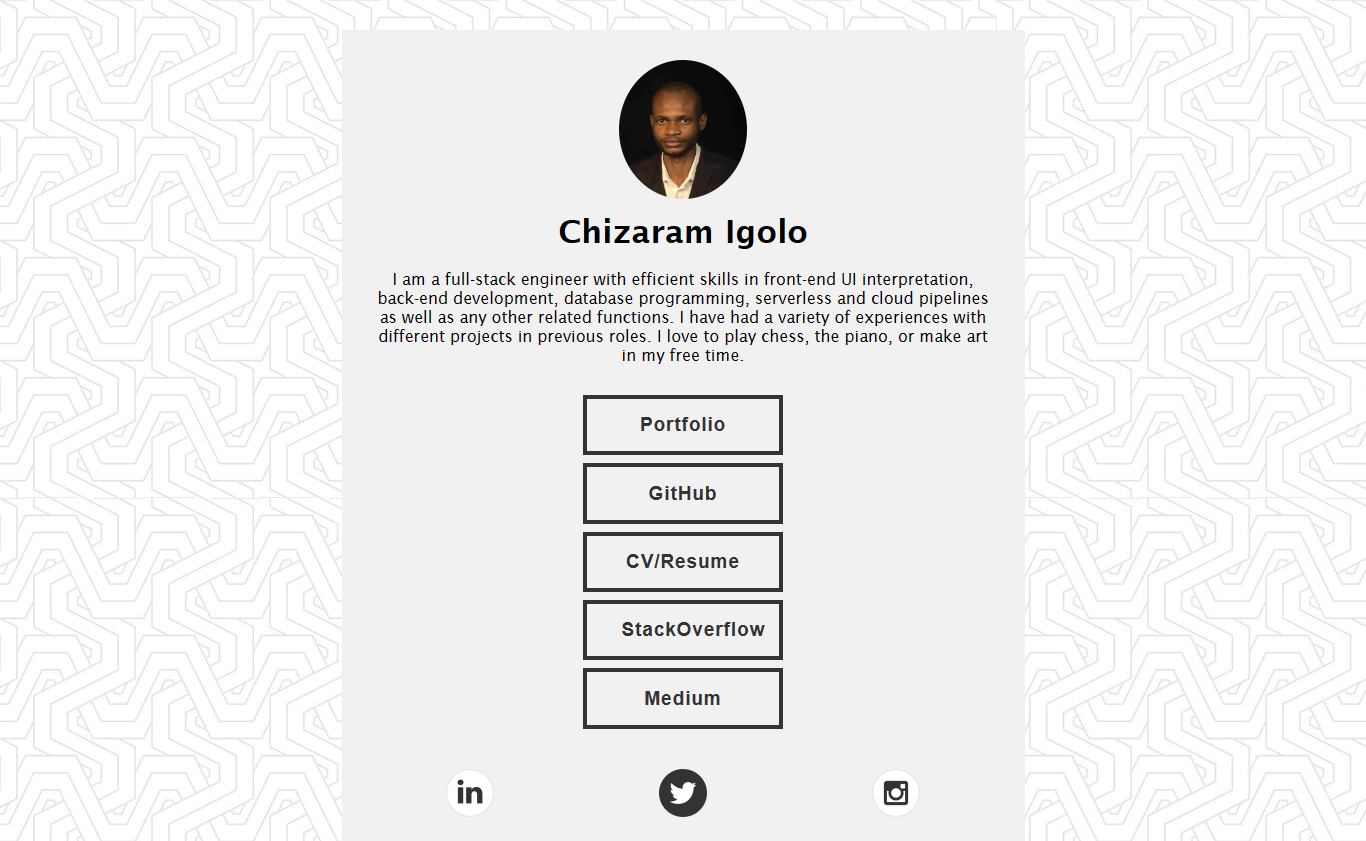 Chizaram Igolo
I am a full-stack engineer with efficient skills in front-end UI interpretation,
back-end development, database programming, serverless and cloud pipelines
as well as any other related functions. I have had a variety of experiences with
different projects in previous roles. I love to play chess, the piano, or make art
in my free time.
Portfolio
GitHub
CV/Resume
StackOverflow
Medium
in